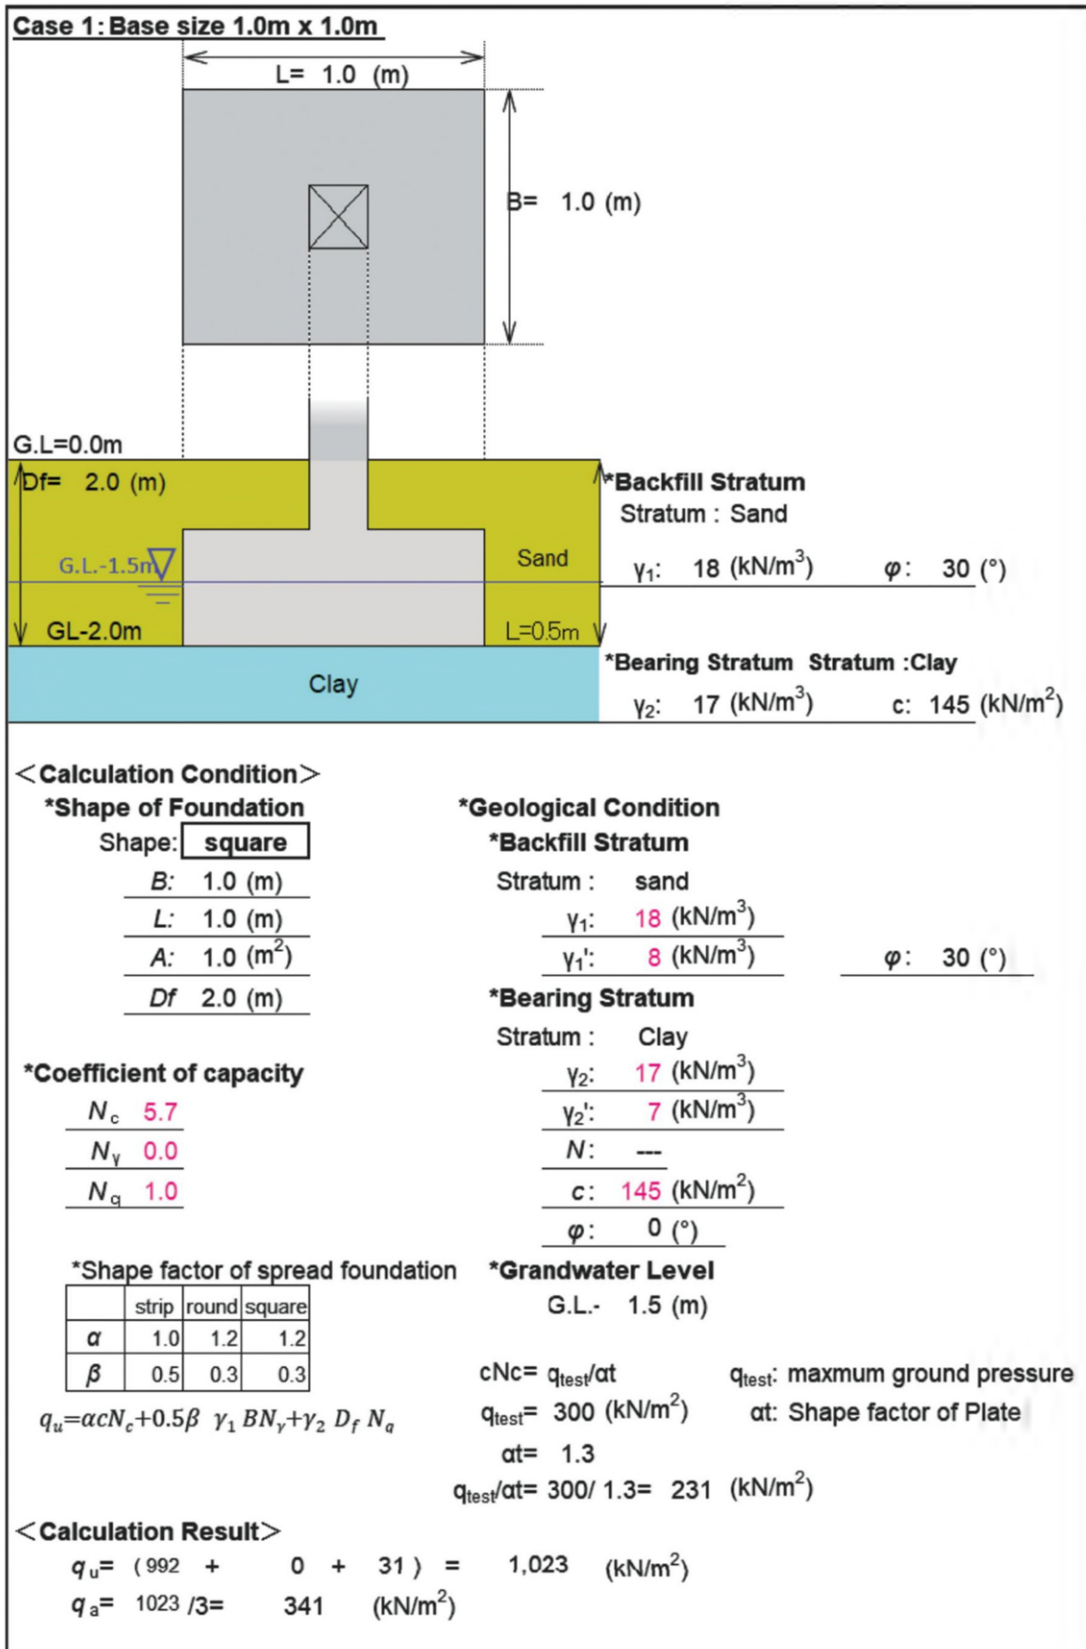 Case 1: Base size 1.0m x 1.0m
L= 1.0 (m)
B= 1.0 (m)
G.L=0.0m
Df= 2.0 (m)
*Backfill Stratum
Stratum : Sand
G.L.-1.5m
Sand
γ1: 18 (kN/m³) φ: 30 (°)
GL-2.0m
L=0.5m
*Bearing Stratum Stratum :Clay
Clay
γ2: 17 (kN/m³) c: 145 (kN/m²)
<Calculation Condition>
*Shape of Foundation
Shape: square
B: 1.0 (m)
L: 1.0 (m)
A: 1.0 (m²)
Df 2.0 (m)
*Geological Condition
*Backfill Stratum
Stratum : sand
γ1: 18 (kN/m³)
γ1': 8 (kN/m³) φ: 30 (°)
*Bearing Stratum
Stratum : Clay
γ2: 17 (kN/m³)
γ2': 7 (kN/m³)
N: ---
c: 145 (kN/m²)
φ: 0 (°)
*Coefficient of capacity
Nc 5.7
Nγ 0.0
Nq 1.0
*Shape factor of spread foundation
strip round square
α 1.0 1.2 1.2
β 0.5 0.3 0.3
qu=αcNc+0.5β γ1 BNγ+γ2 Df Nq
*Grandwater Level
G.L.- 1.5 (m)
cNc= qtest/αt qtest: maxmum ground pressure
qtest= 300 (kN/m²) αt: Shape factor of Plate
αt= 1.3
qtest/αt= 300/ 1.3= 231 (kN/m²)
<Calculation Result>
qu= (992 + 0 + 31 ) = 1,023 (kN/m²)
qa= 1023 /3= 341 (kN/m²)